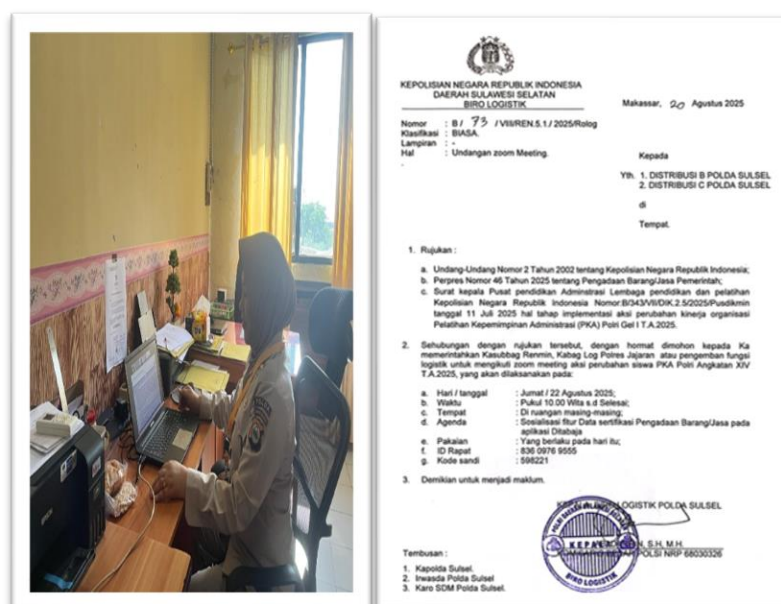 KEPOLISIAN NEGARA REPUBLIK INDONESIA
DAERAH SULAWESI SELATAN
BIRO LOGISTIK
Makassar, 20 Agustus 2025
Nomor : B / 73 / VIII/REN.5.1./ 2025/Rolog
Klasifikasi : BIASA.
Lampiran : -
Hal : Undangan zoom Meeting.
Kepada
Yth. 1. DISTRIBUSI B POLDA SULSEL
2. DISTRIBUSI C POLDA SULSEL
di
Tempat.
1. Rujukan :
a. Undang-Undang Nomor 2 Tahun 2002 tentang Kepolisian Negara Republik Indonesia;
b. Perpres Nomor 46 Tahun 2025 tentang Pengadaan Barang/Jasa Pemerintah;
c. Surat kepala Pusat pendidikan Adminstrasi Lembaga pendidikan dan pelatihan
Kepolisian Negara Republik Indonesia Nomor:B/343/VII/DIK.2.5/2025/Pusdikmin
tanggal 11 Juli 2025 hal tahap implementasi aksi perubahan kinerja organisasi
Pelatihan Kepemimpinan Administrasi (PKA) Polri Gel I T.A.2025.
2. Sehubungan dengan rujukan tersebut, dengan hormat dimohon kepada Ka
memerintahkan Kasubbag Renmin, Kabag Log Polres Jajaran atau pengemban fungsi
logistik untuk mengikuti zoom meeting aksi perubahan siswa PKA Polri Angkatan XIV
T.A.2025, yang akan dilaksanakan pada:
a. Hari / tanggal : Jumat / 22 Agustus 2025;
b. Waktu : Pukul 10.00 Wita s.d Selesai;
c. Tempat : Di ruangan masing-masing;
d. Agenda : Sosialisasi fitur Data sertifikasi Pengadaan Barang/Jasa pada
aplikasi Ditabaja
e. Pakaian : Yang berlaku pada hari itu;
f. ID Rapat : 836 0976 9555
g. Kode sandi : 598221
3. Demikian untuk menjadi maklum.
LOGISTIK POLDA SULSEL
KEPALA
BIRO LOGISTIK
S.H, M.H.
POLSI NRP 68030326
Tembusan :
1. Kapolda Sulsel.
2. Irwasda Polda Sulsel
3. Karo SDM Polda Sulsel.
EPSON